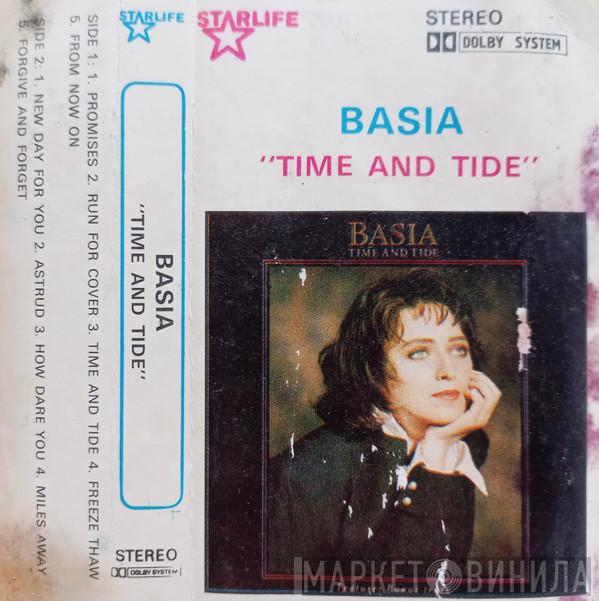 SIDE 1: 1. PROMISES 2. RUN FOR COVER 3. TIME AND TIDE 4. FREEZE THAW
5. FROM NOW ON
SIDE 2: 1. NEW DAY FOR YOU 2. ASTRUD 3. HOW DARE YOU 4. MILES AWAY
5. FORGIVE AND FORGET
STARLIFE
BASIA
"TIME AND TIDE"
STEREO
DOLBY SYSTEM
STARLIFE
STEREO
DOLBY SYSTEM
BASIA
"TIME AND TIDE"
BASIA
TIME AND TIDE
МАРКЕТ ВИНИЛА